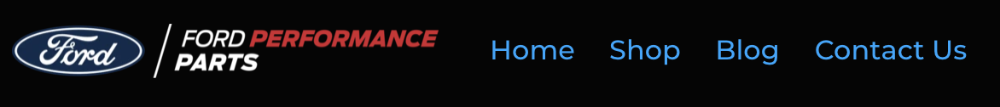 Ford
FORD PERFORMANCE
PARTS
Home Shop Blog Contact Us